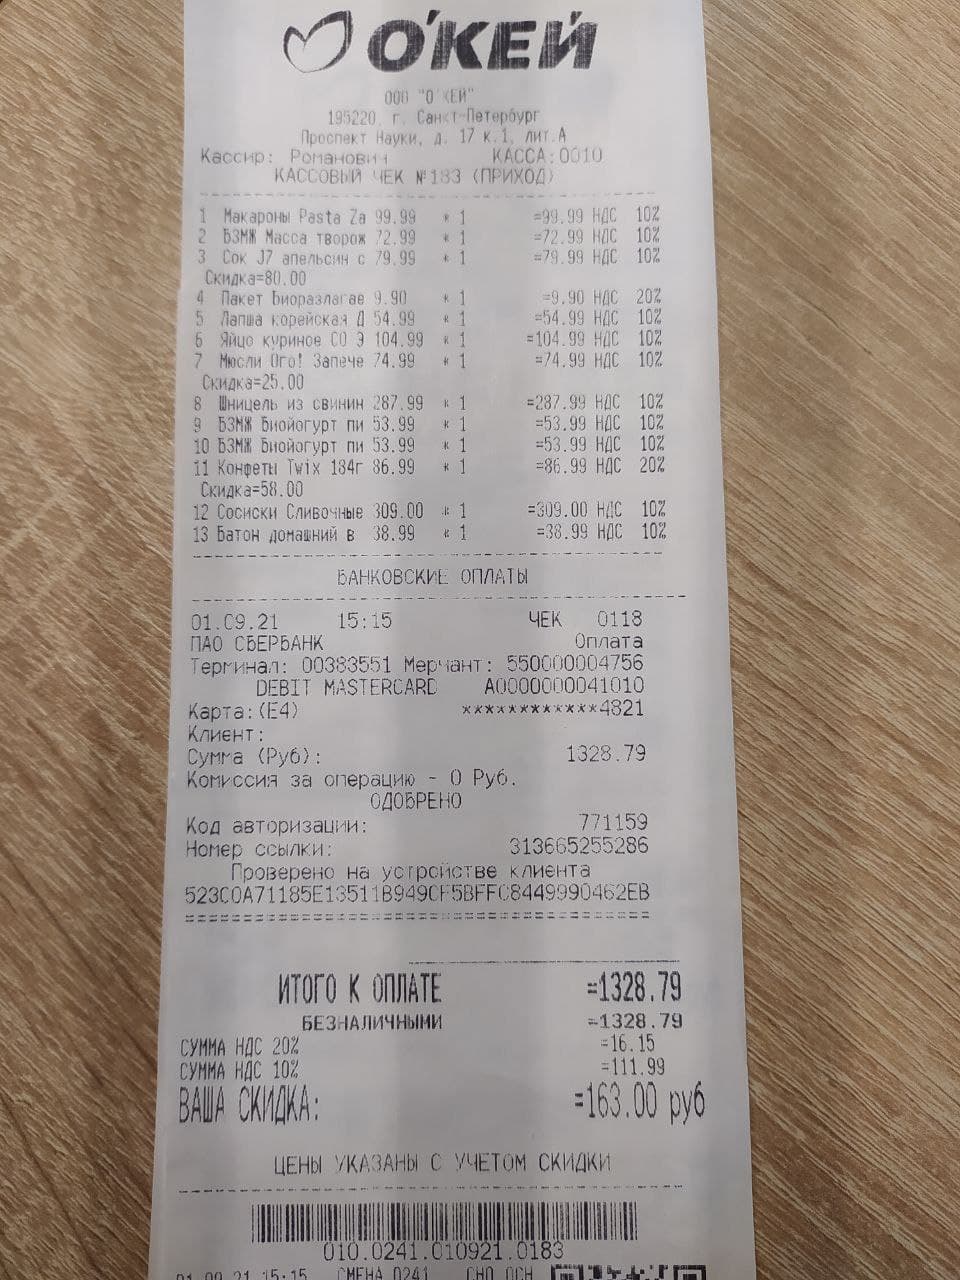 О'КЕЙ
ООО "О'КЕЙ"
195220, г. Санкт-Петербург
Проспект Науки, д. 17 к.1, лит.А
Кассир: Романович КАССА:0010
КАССОВЫЙ ЧЕК №183 (ПРИХОД)
1 Макароны Pasta Za 99.99 * 1 =99.99 НДС 10%
2 БЗМЖ Масса творож 72.99 * 1 =72.99 НДС 10%
3 Сок J7 апельсин с 79.99 * 1 =79.99 НДС 10%
Скидка=80.00
4 Пакет Биоразлагае 9.90 * 1 =9.90 НДС 20%
5 Лапша корейская Д 54.99 * 1 =54.99 НДС 10%
6 Яйцо куриное СО Э 104.99 * 1 =104.99 НДС 10%
7 Мюсли Ого! Запече 74.99 * 1 =74.99 НДС 10%
Скидка=25.00
8 Шницель из свинин 287.99 * 1 =287.99 НДС 10%
9 БЗМЖ Биойогурт пи 53.99 * 1 =53.99 НДС 10%
10 БЗМЖ Биойогурт пи 53.99 * 1 =53.99 НДС 10%
11 Конфеты Twix 184г 86.99 * 1 =86.99 НДС 20%
Скидка=58.00
12 Сосиски Сливочные 309.00 * 1 =309.00 НДС 10%
13 Батон домашний в 38.99 * 1 =38.99 НДС 10%
БАНКОВСКИЕ ОПЛАТЫ
01.09.21 15:15 ЧЕК 0118
ПАО СБЕРБАНК Оплата
Терминал: 00383551 Мерчант: 550000004756
DEBIT MASTERCARD A0000000041010
Карта:(E4) ************4821
Клиент:
Сумма (Руб): 1328.79
Комиссия за операцию - 0 Руб.
ОДОБРЕНО
Код авторизации: 771159
Номер ссылки: 313665255286
Проверено на устройстве клиента
523C0A71185E13511B949CF5BFFC8449990462EB
ИТОГО К ОПЛАТЕ =1328.79
БЕЗНАЛИЧНЫМИ =1328.79
СУММА НДС 20% =16.15
СУММА НДС 10% =111.99
ВАША СКИДКА: =163.00 руб
ЦЕНЫ УКАЗАНЫ С УЧЕТОМ СКИДКИ
010.0241.010921.0183
01.09.21 15:15 СМЕНА 0241 СНО ОСН